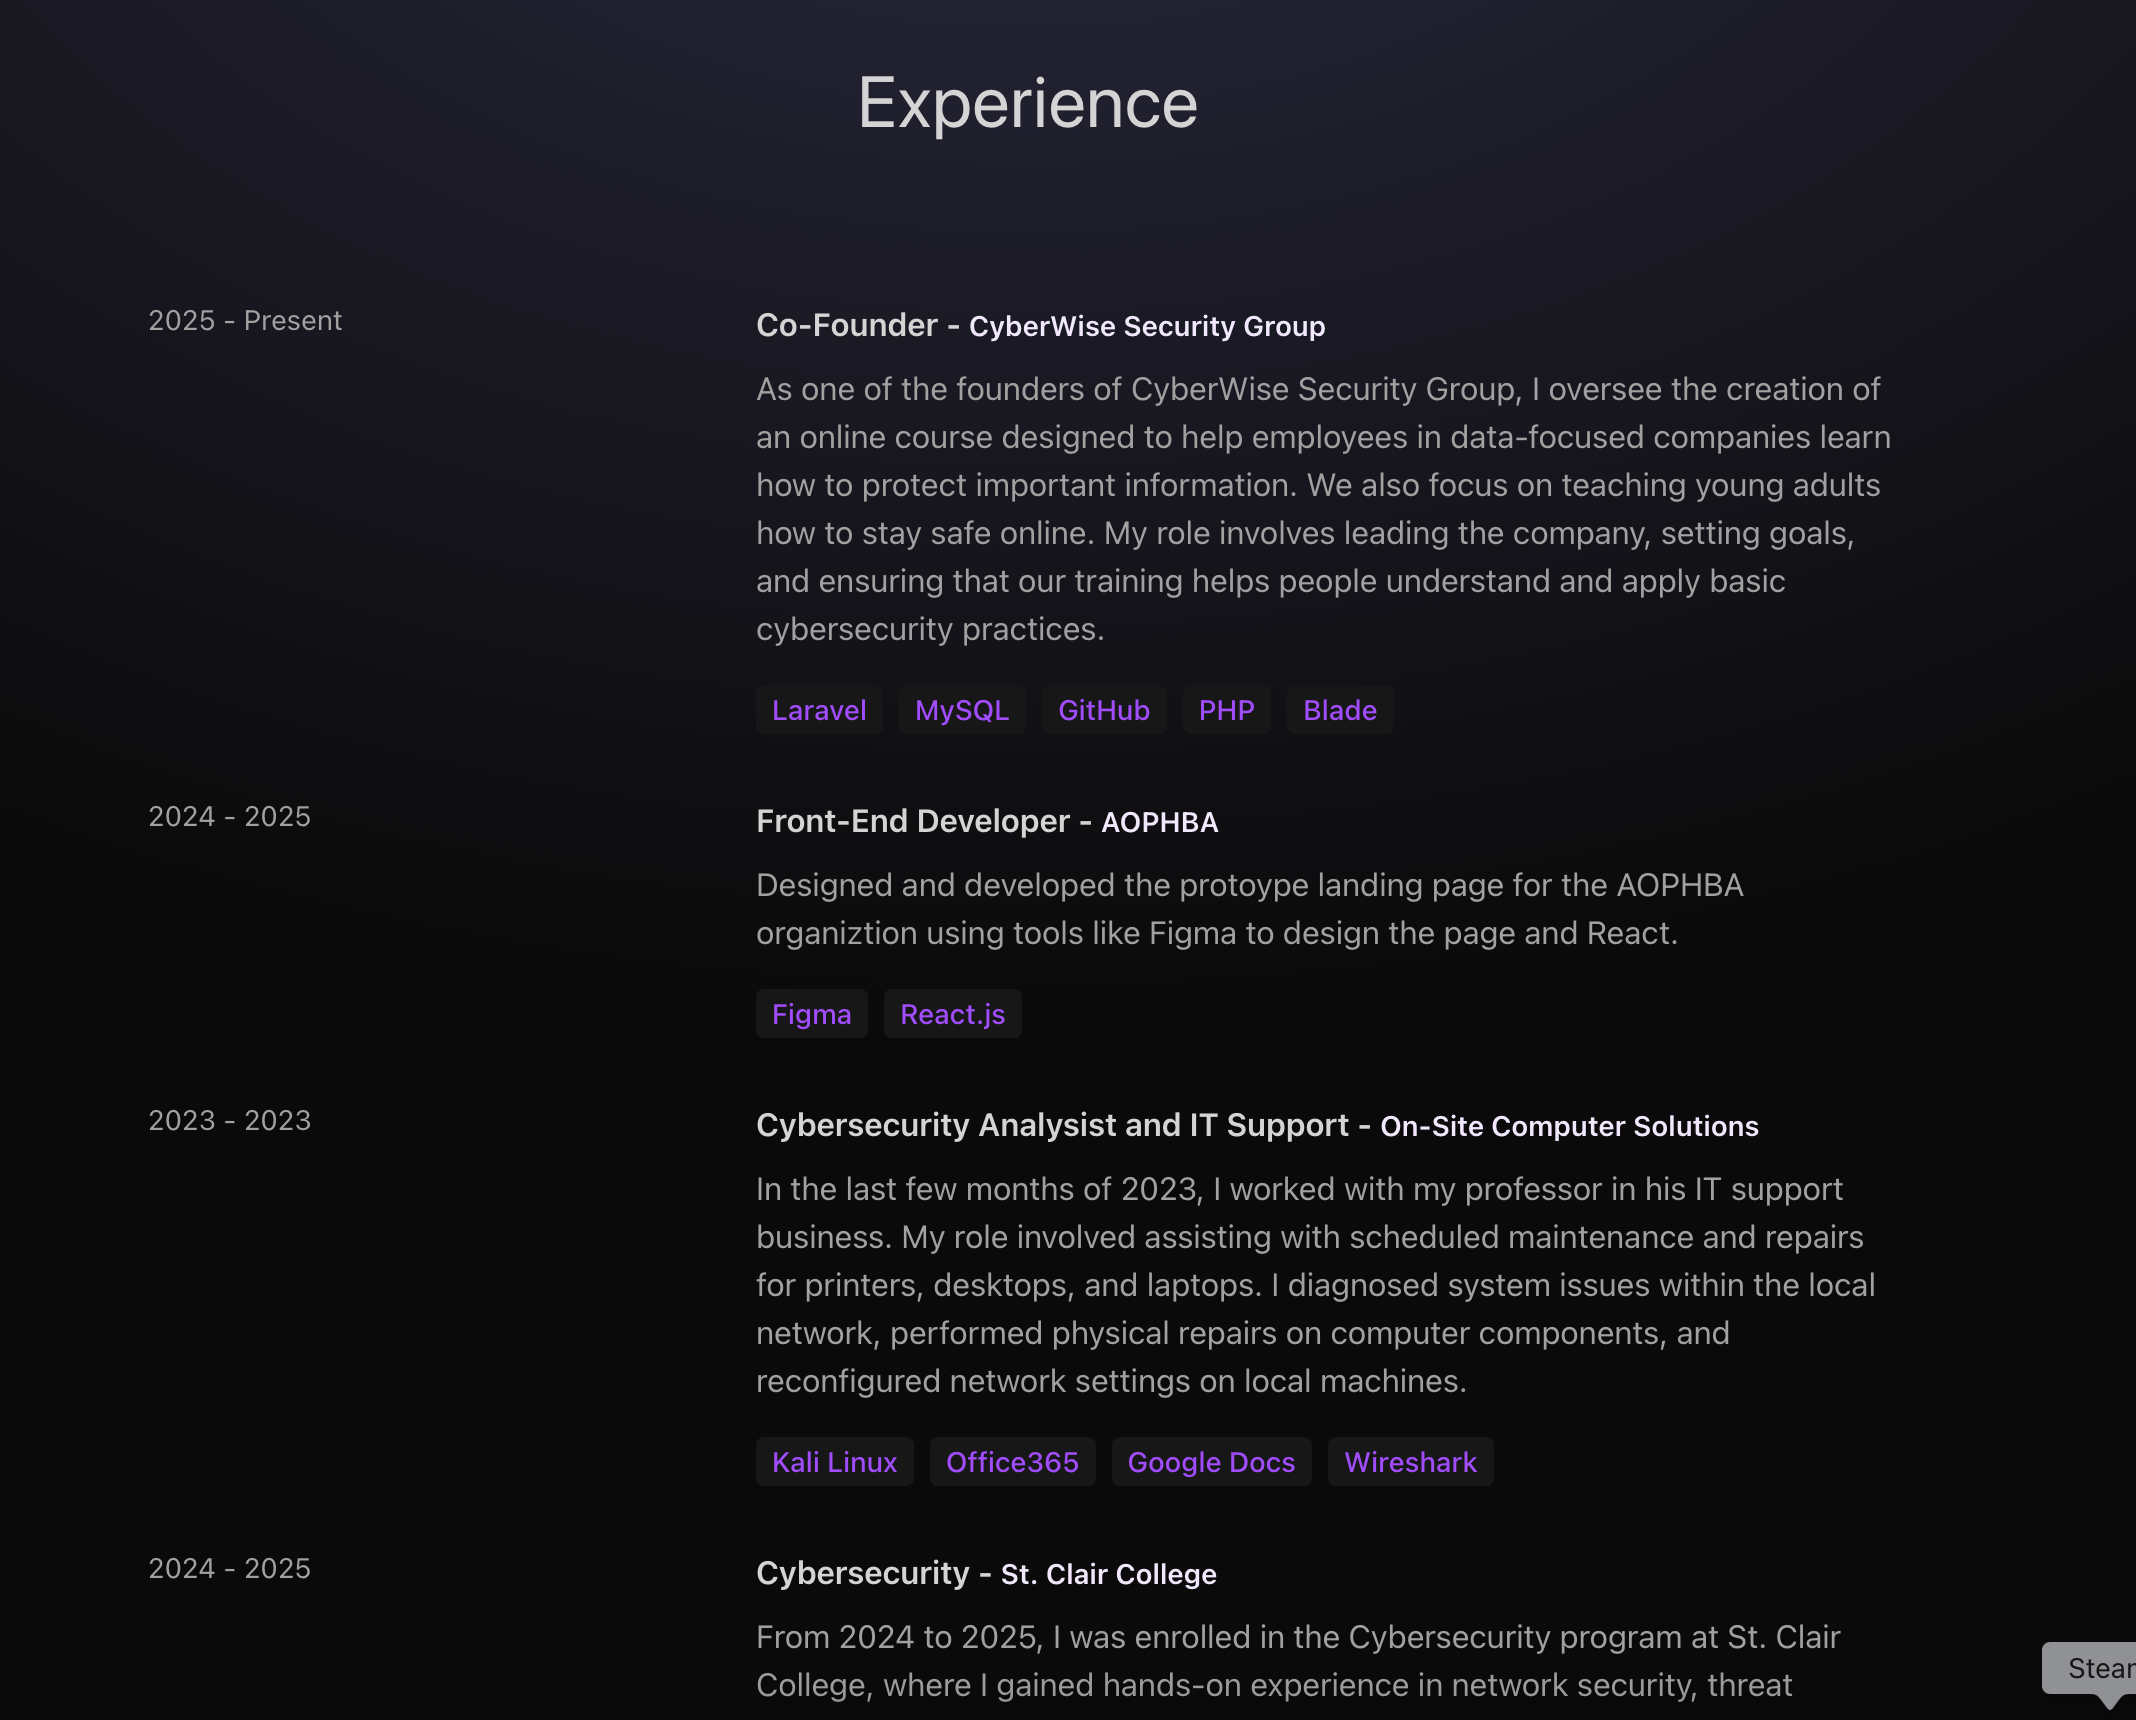 Experience
2025 - Present
Co-Founder - CyberWise Security Group
As one of the founders of CyberWise Security Group, I oversee the creation of
an online course designed to help employees in data-focused companies learn
how to protect important information. We also focus on teaching young adults
how to stay safe online. My role involves leading the company, setting goals,
and ensuring that our training helps people understand and apply basic
cybersecurity practices.
Laravel MySQL GitHub PHP Blade
2024 - 2025
Front-End Developer - AOPHBA
Designed and developed the protoype landing page for the AOPHBA
organiztion using tools like Figma to design the page and React.
Figma React.js
2023 - 2023
Cybersecurity Analysist and IT Support - On-Site Computer Solutions
In the last few months of 2023, I worked with my professor in his IT support
business. My role involved assisting with scheduled maintenance and repairs
for printers, desktops, and laptops. I diagnosed system issues within the local
network, performed physical repairs on computer components, and
reconfigured network settings on local machines.
Kali Linux Office365 Google Docs Wireshark
2024 - 2025
Cybersecurity - St. Clair College
From 2024 to 2025, I was enrolled in the Cybersecurity program at St. Clair
College, where I gained hands-on experience in network security, threat